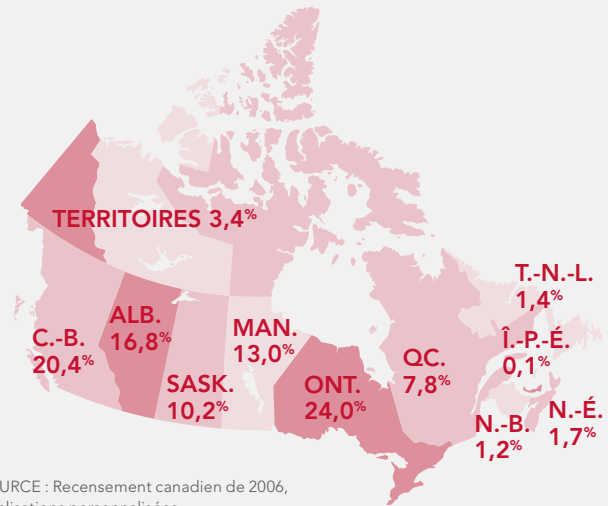 TERRITOIRES 3,4%
C.-B.
20,4%
ALB.
16,8%
SASK.
10,2%
MAN.
13,0%
ONT.
24,0%
QC.
7,8%
T.-N.-L.
1,4%
Î.-P.-É.
0,1%
N.-B.
1,2%
N.-É.
1,7%
URCE : Recensement canadien de 2006,